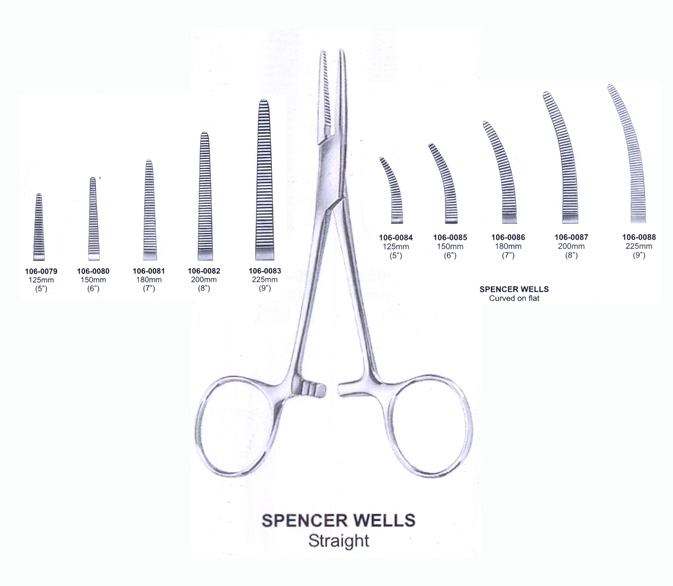 106-0079
125mm
(5")
106-0080
150mm
(6")
106-0081
180mm
(7")
106-0082
200mm
(8")
106-0083
225mm
(9")
106-0084
125mm
(5")
106-0085
150mm
(6")
106-0086
180mm
(7")
106-0087
200mm
(8")
106-0088
225mm
(9")
SPENCER WELLS
Curved on flat
SPENCER WELLS
Straight